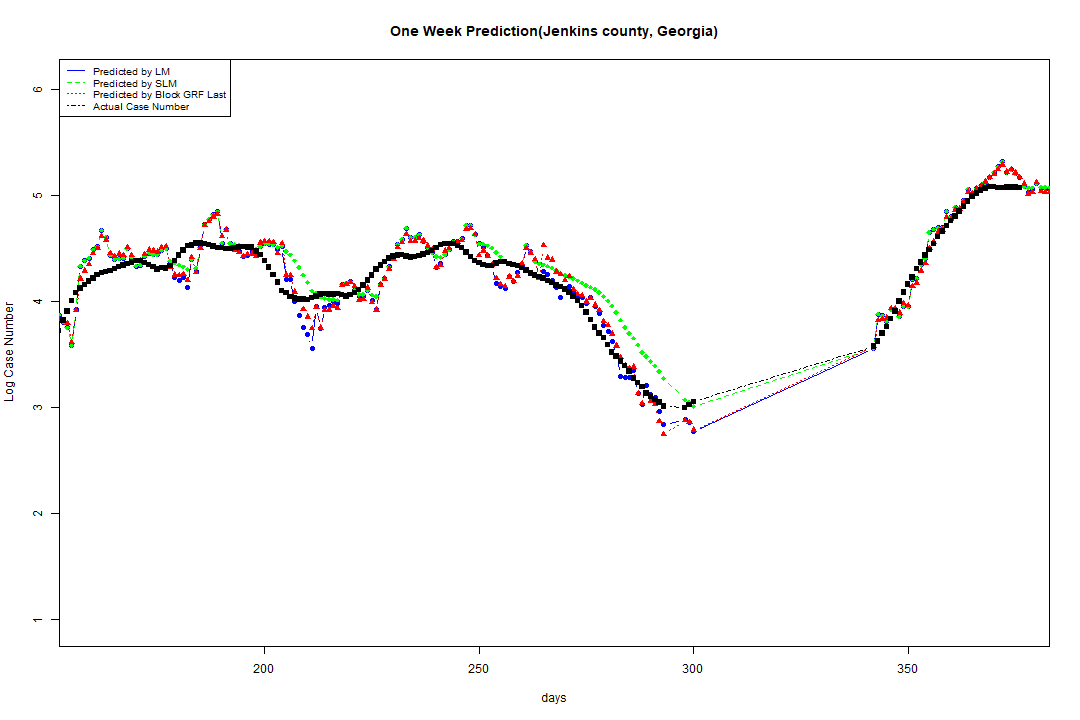 One Week Prediction(Jenkins county, Georgia)
Predicted by LM
Predicted by SLM
Predicted by Block GRF Last
Actual Case Number
6
5
4
3
2
1
Log Case Number
200
250
300
350
days